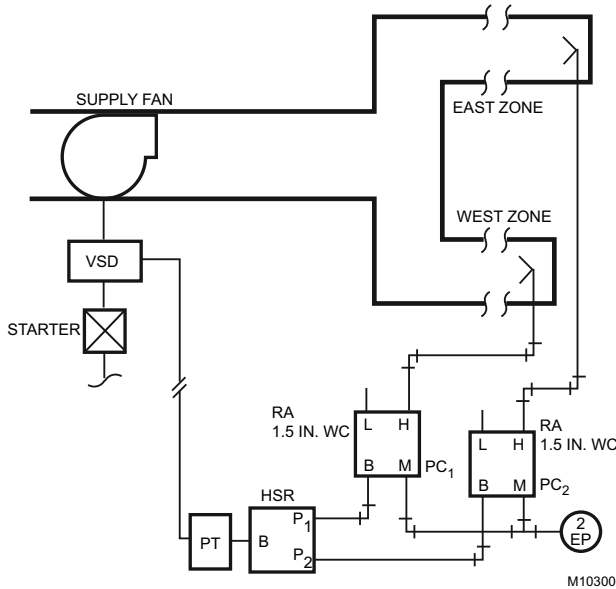 SUPPLY FAN
EAST ZONE
WEST ZONE
VSD
STARTER
RA
1.5 IN. WC
L H
B M
PC1
RA
1.5 IN. WC
L H
B M
PC2
HSR
P1
B
P2
PT
2
EP
M10300